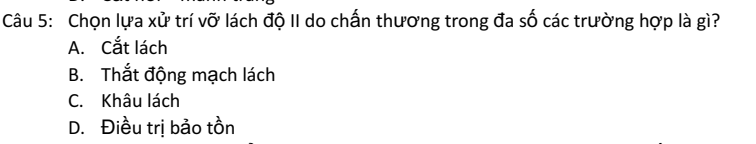 Câu 5: Chọn lựa xử trí vỡ lách độ II do chấn thương trong đa số các trường hợp là gì?
A. Cắt lách
B. Thắt động mạch lách
C. Khâu lách
D. Điều trị bảo tồn